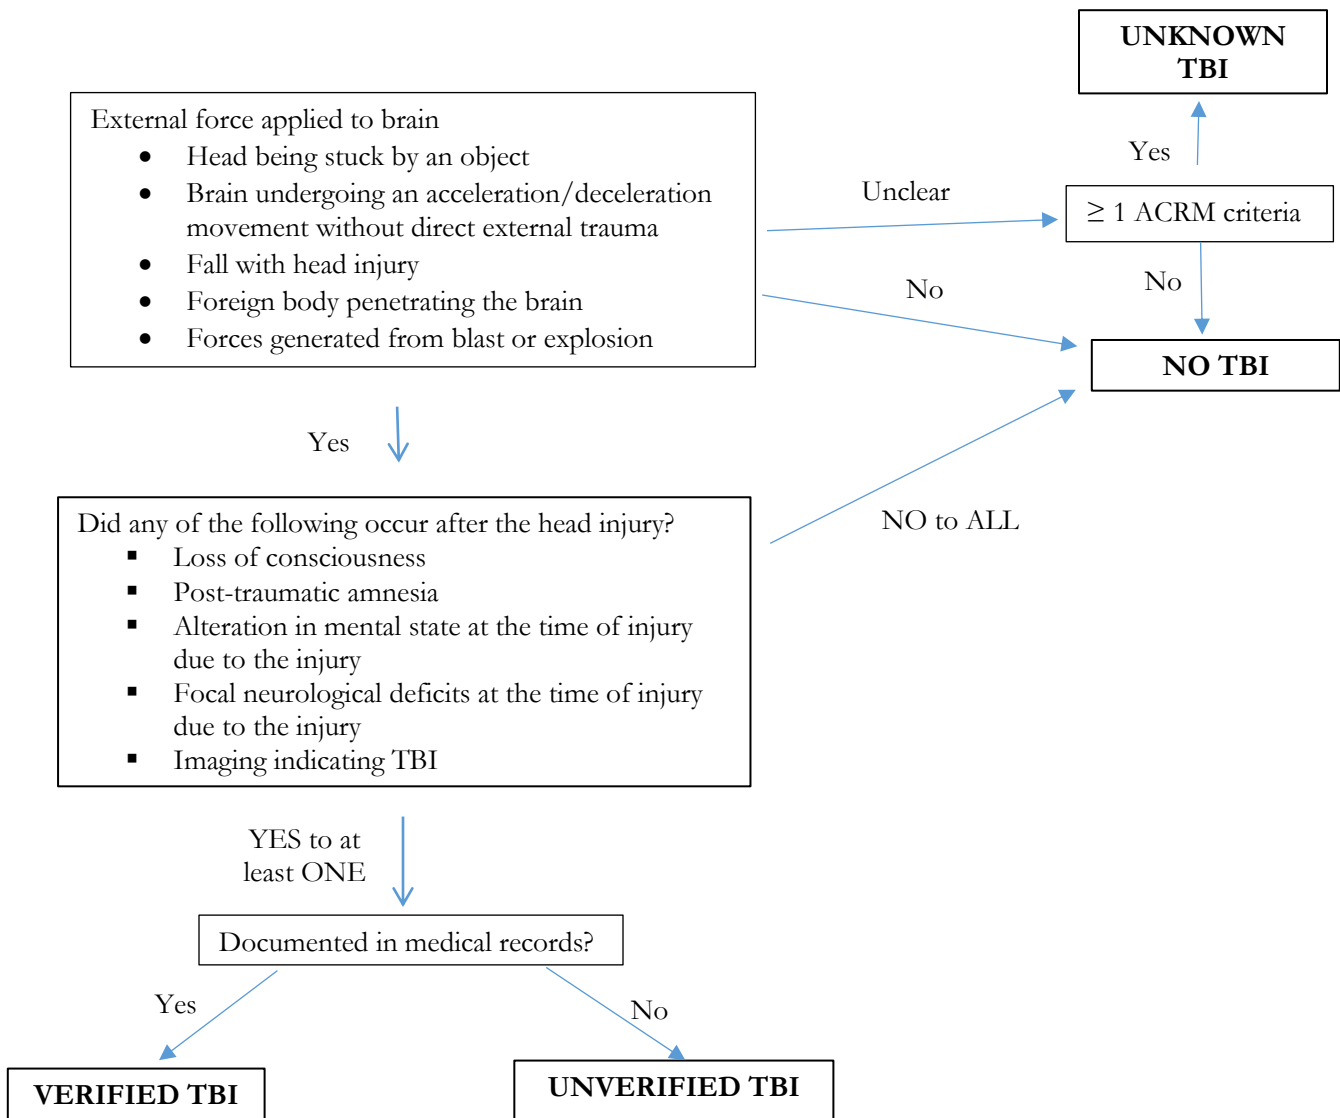 UNKNOWN
TBI
External force applied to brain
● Head being stuck by an object
● Brain undergoing an acceleration/deceleration
movement without direct external trauma
● Fall with head injury
● Foreign body penetrating the brain
● Forces generated from blast or explosion
Unclear
Yes
≥ 1 ACRM criteria
No
No
NO TBI
Yes
Did any of the following occur after the head injury?
▪ Loss of consciousness
▪ Post-traumatic amnesia
▪ Alteration in mental state at the time of injury
due to the injury
▪ Focal neurological deficits at the time of injury
due to the injury
▪ Imaging indicating TBI
NO to ALL
YES to at
least ONE
Documented in medical records?
Yes
No
VERIFIED TBI
UNVERIFIED TBI